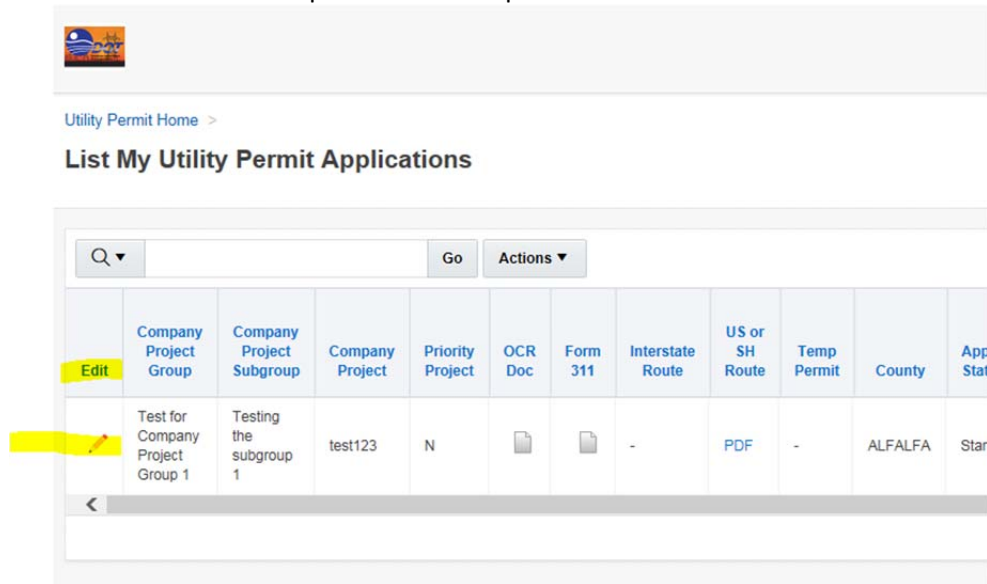 Utility Permit Home >
List My Utility Permit Applications
Go
Actions
Edit
Company
Project
Group
Company
Project
Subgroup
Company
Project
Priority
Project
OCR
Doc
Form
311
Interstate
Route
US or
SH
Route
Temp
Permit
County
App
Test for
Company
Project
Group 1
Testing
the
subgroup
1
test123
N
-
PDF
-
ALFALFA